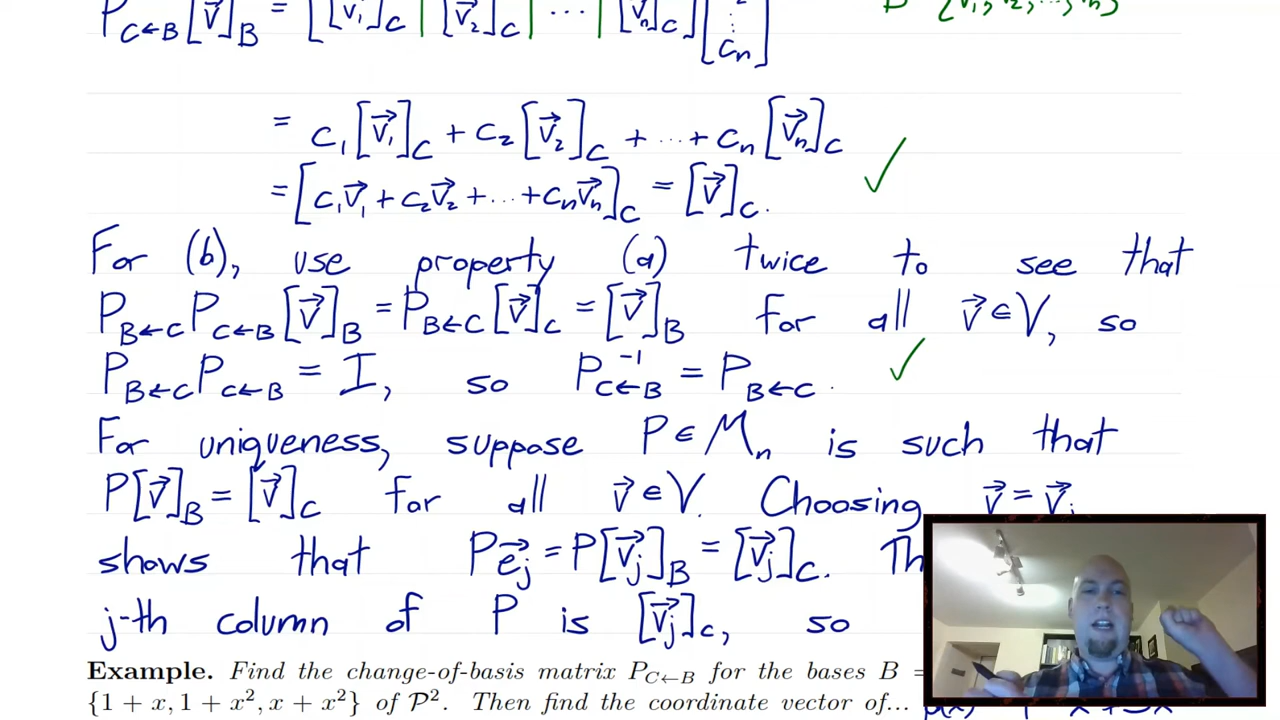 P_{C←B}[v⃗]_B = [[v⃗₁]_C | [v⃗₂]_C | ⋯ | [v⃗ₙ]_C][⋮ cₙ]
= c₁[v⃗₁]_C + c₂[v⃗₂]_C + ⋯ + cₙ[v⃗ₙ]_C ✓
= [c₁v⃗₁ + c₂v⃗₂ + ⋯ + cₙv⃗ₙ]_C = [v⃗]_C.
For (b), use property (a) twice to see that
P_{B←C}P_{C←B}[v⃗]_B = P_{B←C}[v⃗]_C = [v⃗]_B for all v⃗ ∈ V, so
P_{B←C}P_{C←B} = I, so P_{C←B}^{-1} = P_{B←C}. ✓
For uniqueness, suppose P ∈ Mₙ is such that
P[v⃗]_B = [v⃗]_C for all v⃗ ∈ V. Choosing v⃗ = v⃗
shows that Pe⃗ⱼ = P[v⃗ⱼ]_B = [v⃗ⱼ]_C.
j-th column of P is [v⃗ⱼ]_C, so
Example. Find the change-of-basis matrix P_{C←B} for the bases B =
{1 + x, 1 + x², x + x²} of 𝒫². Then find the coordinate vector of...